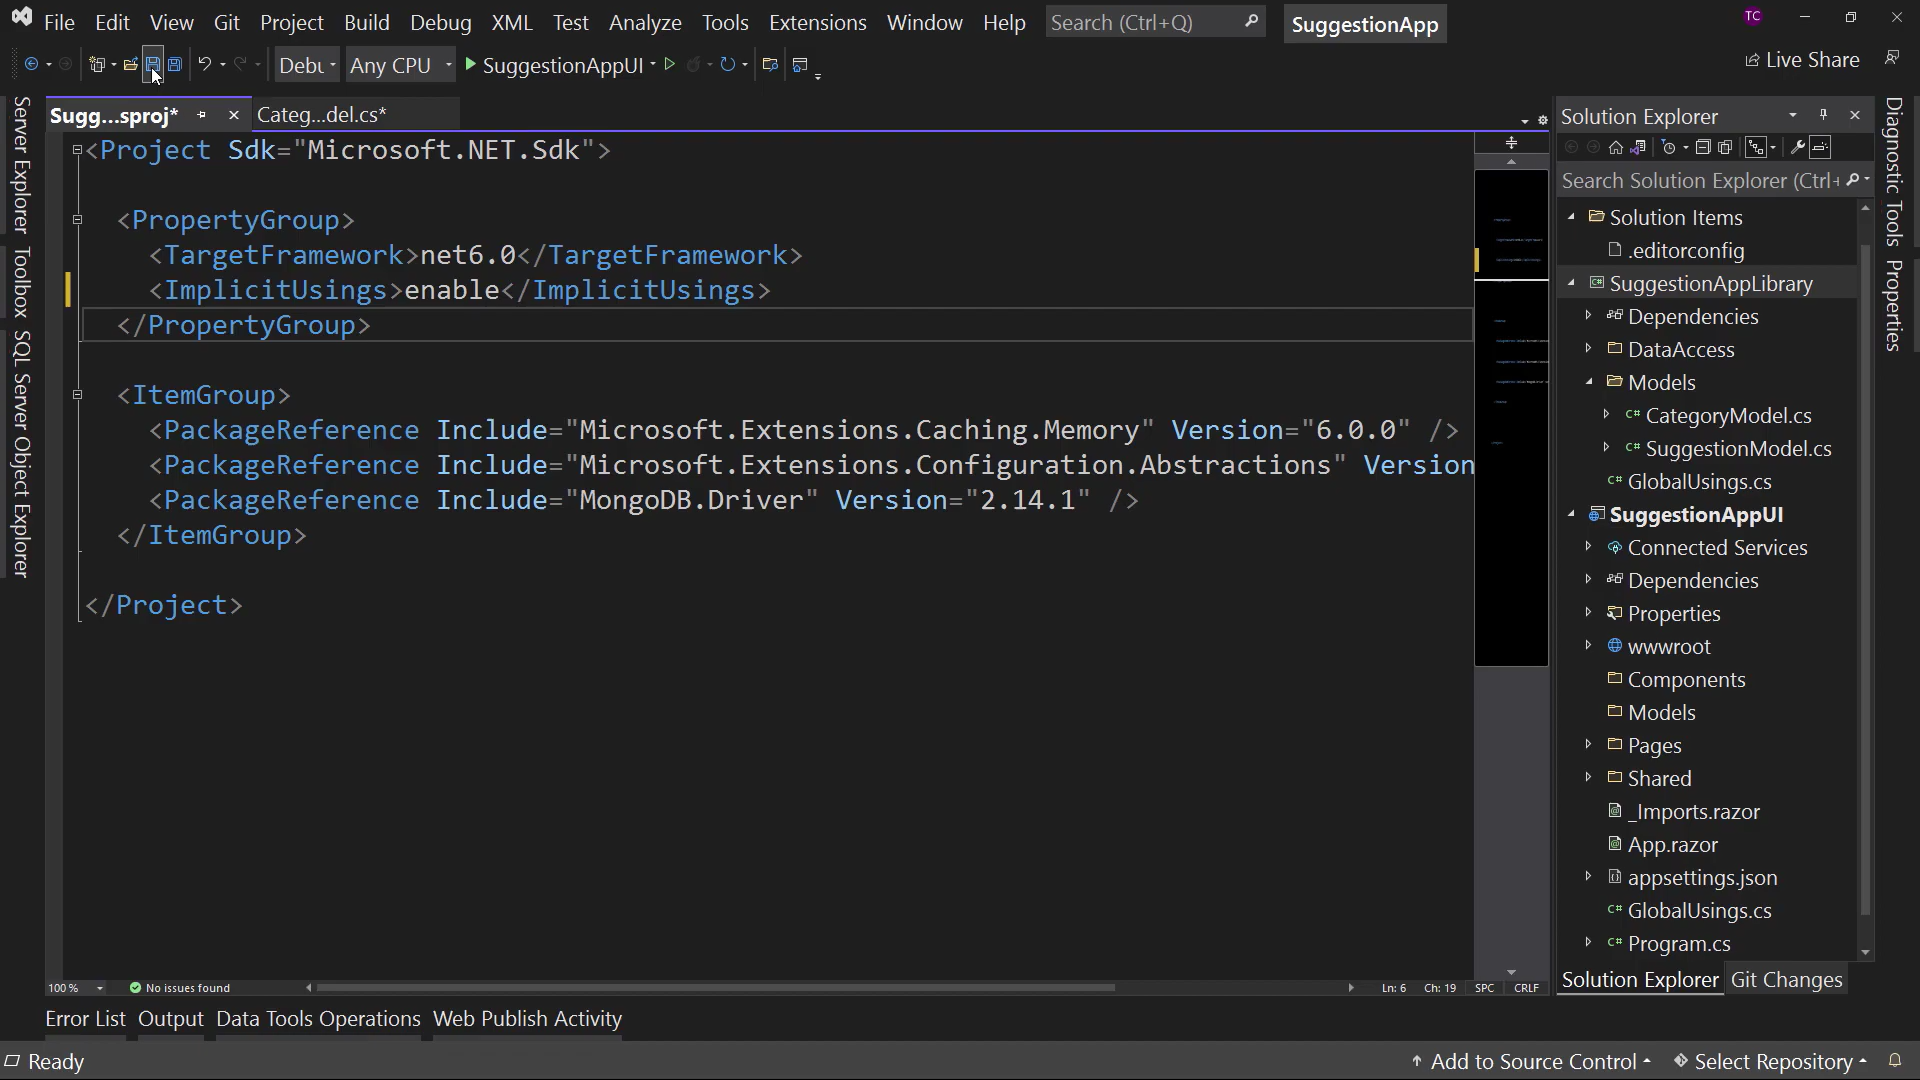 File Edit View Git Project Build Debug XML Test Analyze Tools Extensions Window Help Search (Ctrl+Q) SuggestionApp TC
Debu Any CPU SuggestionAppUI Live Share
Sugg...sproj* Categ...del.cs*
Server Explorer
Toolbox
SQL Server Object Explorer
<Project Sdk="Microsoft.NET.Sdk">
<PropertyGroup>
<TargetFramework>net6.0</TargetFramework>
<ImplicitUsings>enable</ImplicitUsings>
</PropertyGroup>
<ItemGroup>
<PackageReference Include="Microsoft.Extensions.Caching.Memory" Version="6.0.0" />
<PackageReference Include="Microsoft.Extensions.Configuration.Abstractions" Version
<PackageReference Include="MongoDB.Driver" Version="2.14.1" />
</ItemGroup>
</Project>
100 % No issues found Ln: 6 Ch: 19 SPC CRLF
Solution Explorer
Search Solution Explorer (Ctrl+
Solution Items
.editorconfig
SuggestionAppLibrary
Dependencies
DataAccess
Models
C# CategoryModel.cs
C# SuggestionModel.cs
C# GlobalUsings.cs
SuggestionAppUI
Connected Services
Dependencies
Properties
wwwroot
Components
Models
Pages
Shared
_Imports.razor
App.razor
appsettings.json
C# GlobalUsings.cs
C# Program.cs
Solution Explorer Git Changes
Diagnostic Tools
Properties
Error List Output Data Tools Operations Web Publish Activity
Ready Add to Source Control Select Repository